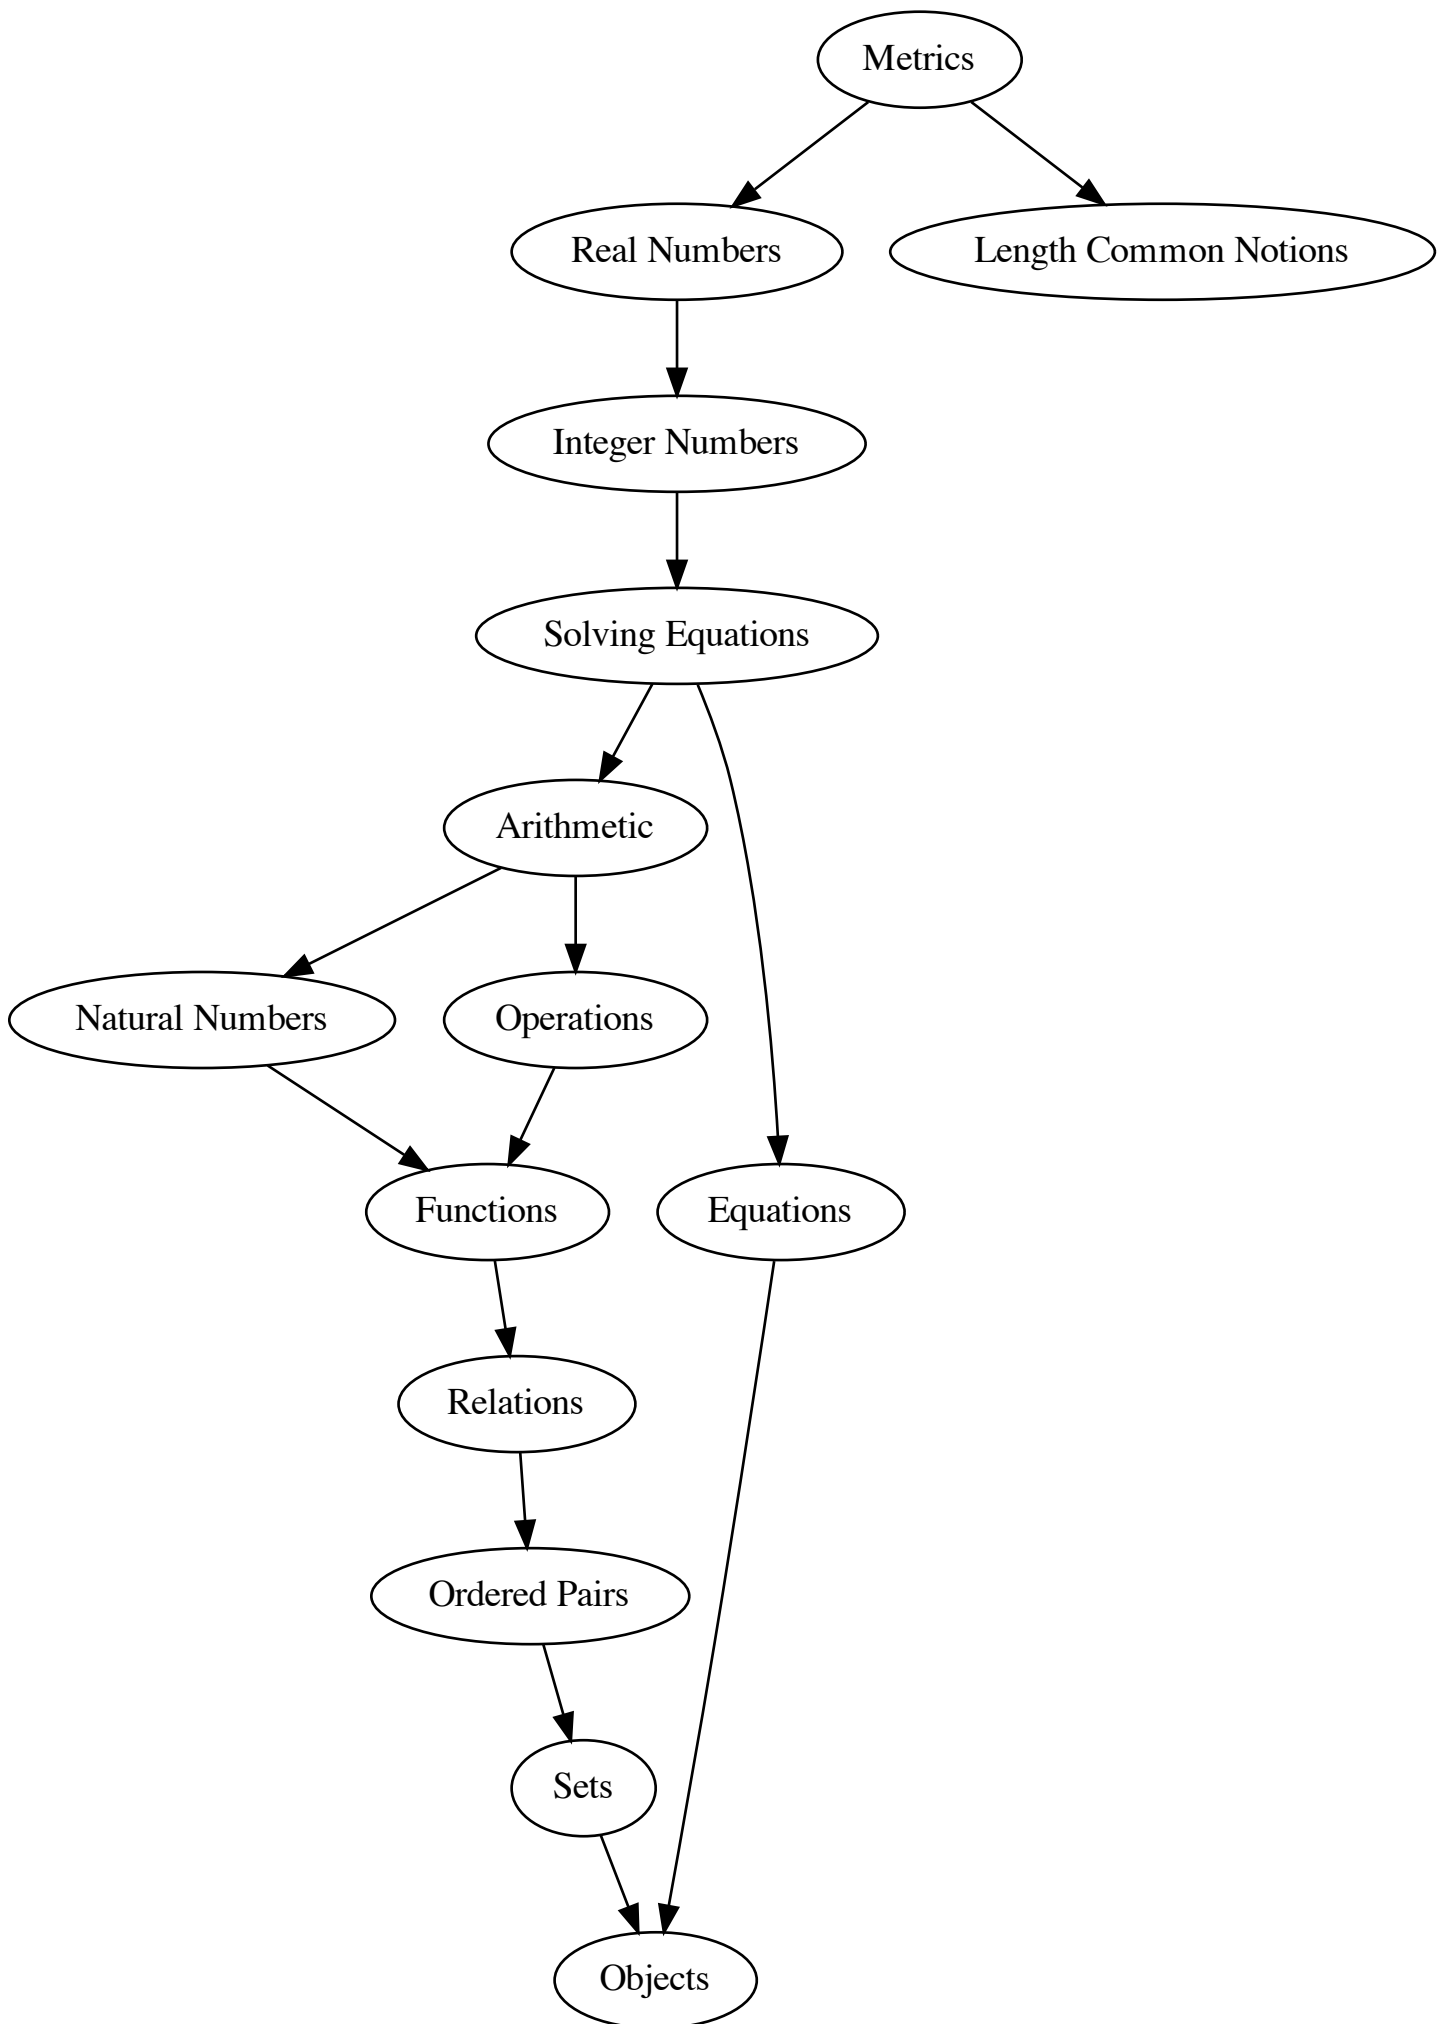 Metrics
Real Numbers
Length Common Notions
Integer Numbers
Solving Equations
Arithmetic
Natural Numbers
Operations
Functions
Equations
Relations
Ordered Pairs
Sets
Objects